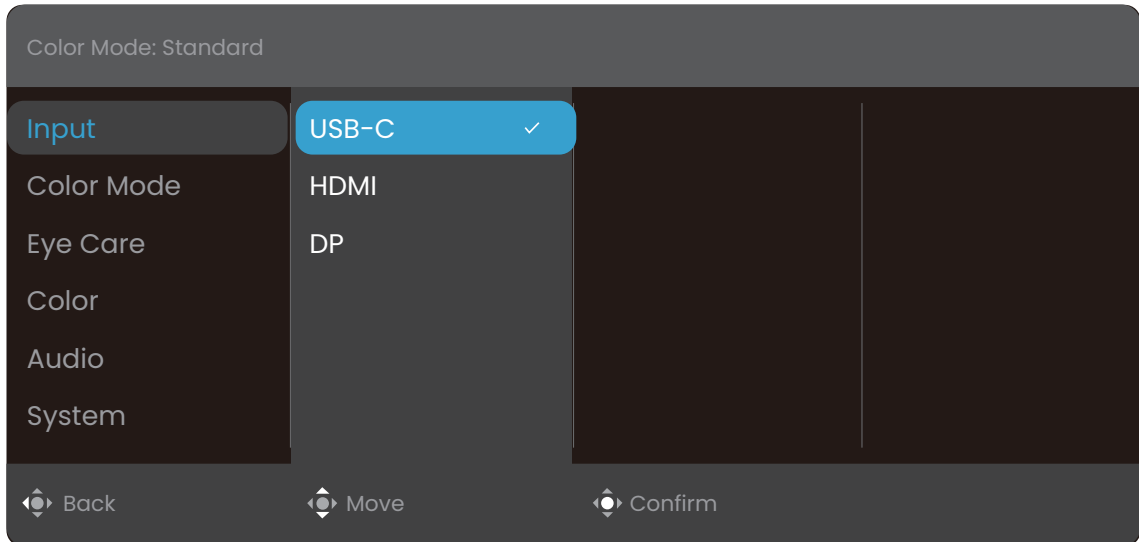 Color Mode: Standard
Input
USB-C
Color Mode
HDMI
Eye Care
DP
Color
Audio
System
Back
Move
Confirm